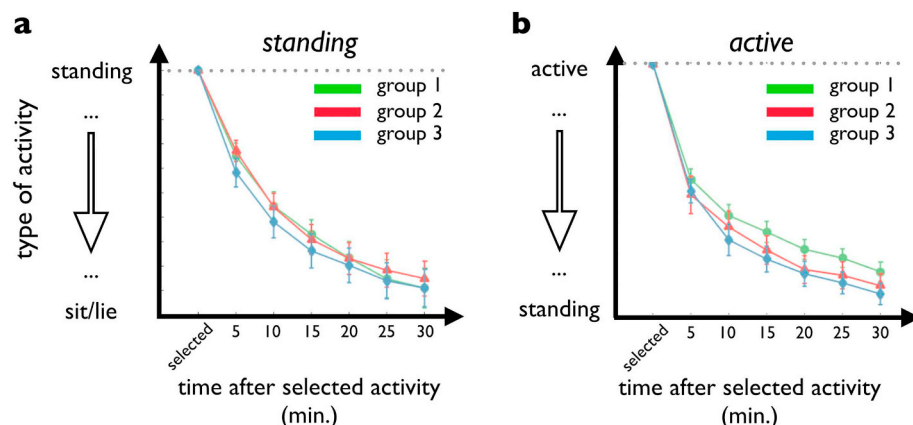 a
standing
standing
...
...
sit/lie
type of activity
group 1
group 2
group 3
selected
5
10
15
20
25
30
time after selected activity
(min.)
b
active
active
...
...
standing
group 1
group 2
group 3
selected
5
10
15
20
25
30
time after selected activity
(min.)